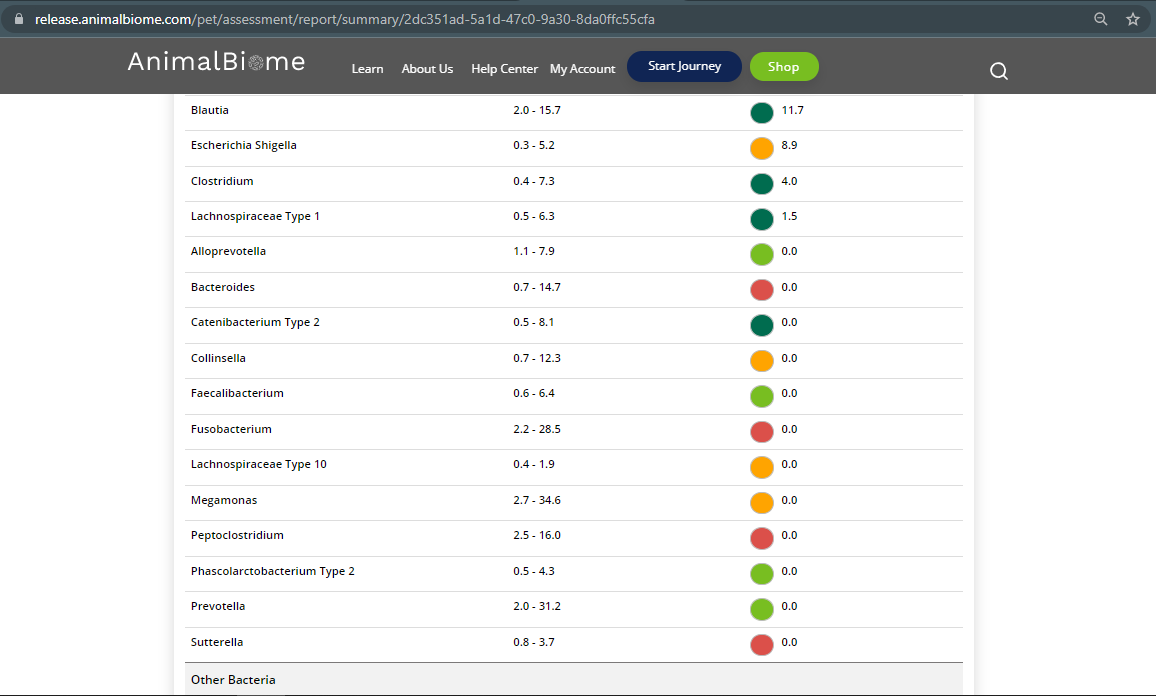 release.animalbiome.com/pet/assessment/report/summary/2dc351ad-5a1d-47c0-9a30-8da0ffc55cfa
AnimalBiome Learn About Us Help Center My Account Start Journey Shop
Blautia 2.0 - 15.7 11.7
Escherichia Shigella 0.3 - 5.2 8.9
Clostridium 0.4 - 7.3 4.0
Lachnospiraceae Type 1 0.5 - 6.3 1.5
Alloprevotella 1.1 - 7.9 0.0
Bacteroides 0.7 - 14.7 0.0
Catenibacterium Type 2 0.5 - 8.1 0.0
Collinsella 0.7 - 12.3 0.0
Faecalibacterium 0.6 - 6.4 0.0
Fusobacterium 2.2 - 28.5 0.0
Lachnospiraceae Type 10 0.4 - 1.9 0.0
Megamonas 2.7 - 34.6 0.0
Peptoclostridium 2.5 - 16.0 0.0
Phascolarctobacterium Type 2 0.5 - 4.3 0.0
Prevotella 2.0 - 31.2 0.0
Sutterella 0.8 - 3.7 0.0
Other Bacteria